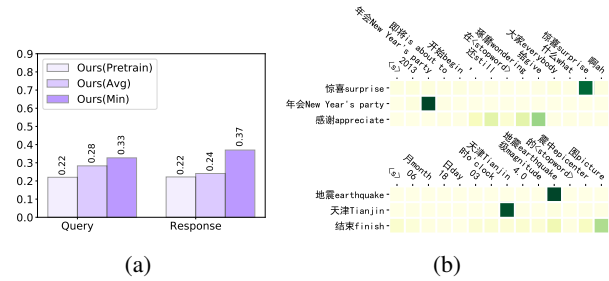 0.9
0.8
0.7
0.6
0.5
0.4
0.3
0.2
0.1
0.0
Ours(Pretrain)
Ours(Avg)
Ours(Min)
0.22
0.28
0.33
0.22
0.24
0.37
Query
Response
(a)
<s>
2013
年会New Year's party
即将is about to
开始begin
,
在<stopword>
琢磨wondering
还still
给give
大家everybody
什么what
惊喜surprise
啊ah
惊喜surprise
年会New Year's party
感谢appreciate
<s>
06
月month
18
日day
03
时o'clock
,
天津Tianjin
4.0
级magnitude
地震earthquake
的<stopword>
震中epicenter
图picture
地震earthquake
天津Tianjin
结束finish
(b)